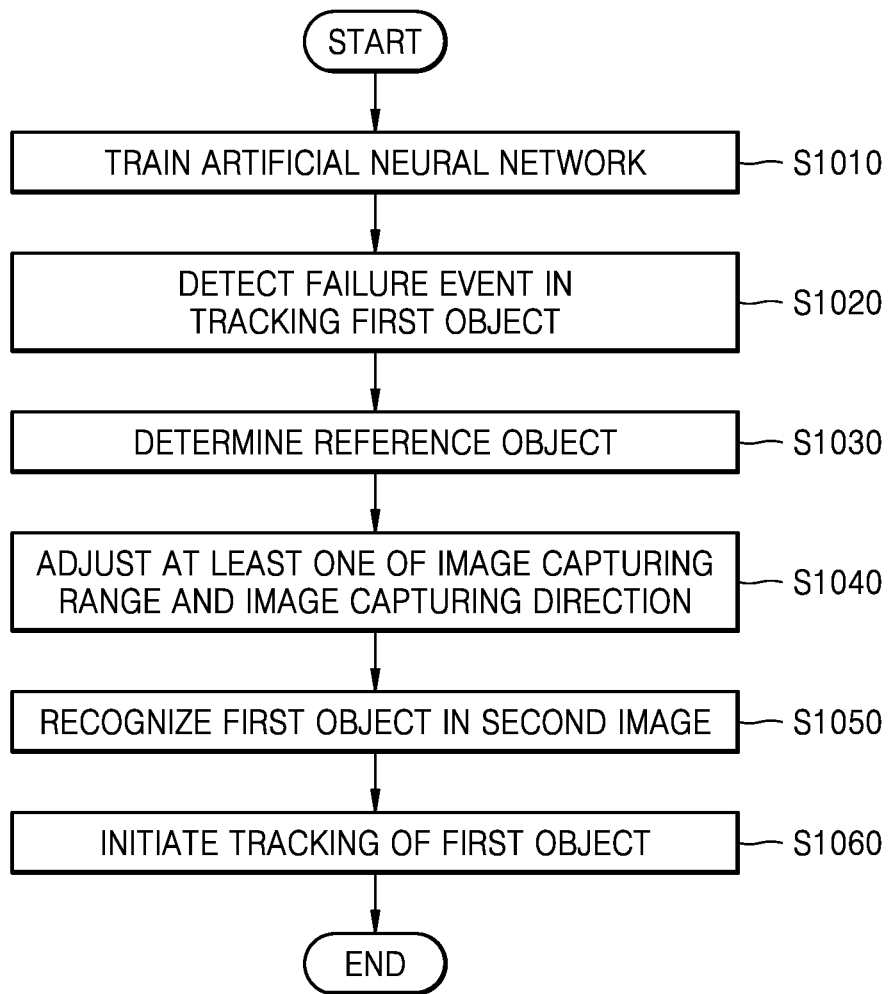 START
TRAIN ARTIFICIAL NEURAL NETWORK
S1010
DETECT FAILURE EVENT IN
TRACKING FIRST OBJECT
S1020
DETERMINE REFERENCE OBJECT
S1030
ADJUST AT LEAST ONE OF IMAGE CAPTURING
RANGE AND IMAGE CAPTURING DIRECTION
S1040
RECOGNIZE FIRST OBJECT IN SECOND IMAGE
S1050
INITIATE TRACKING OF FIRST OBJECT
S1060
END